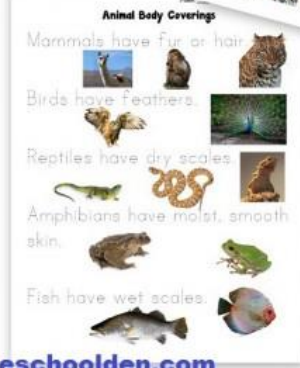 Animal Body Coverings
Mammals have fur or hair.
Birds have feathers.
Reptiles have dry scales.
Amphibians have moist, smooth
skin.
Fish have wet scales.
eschoolden.com